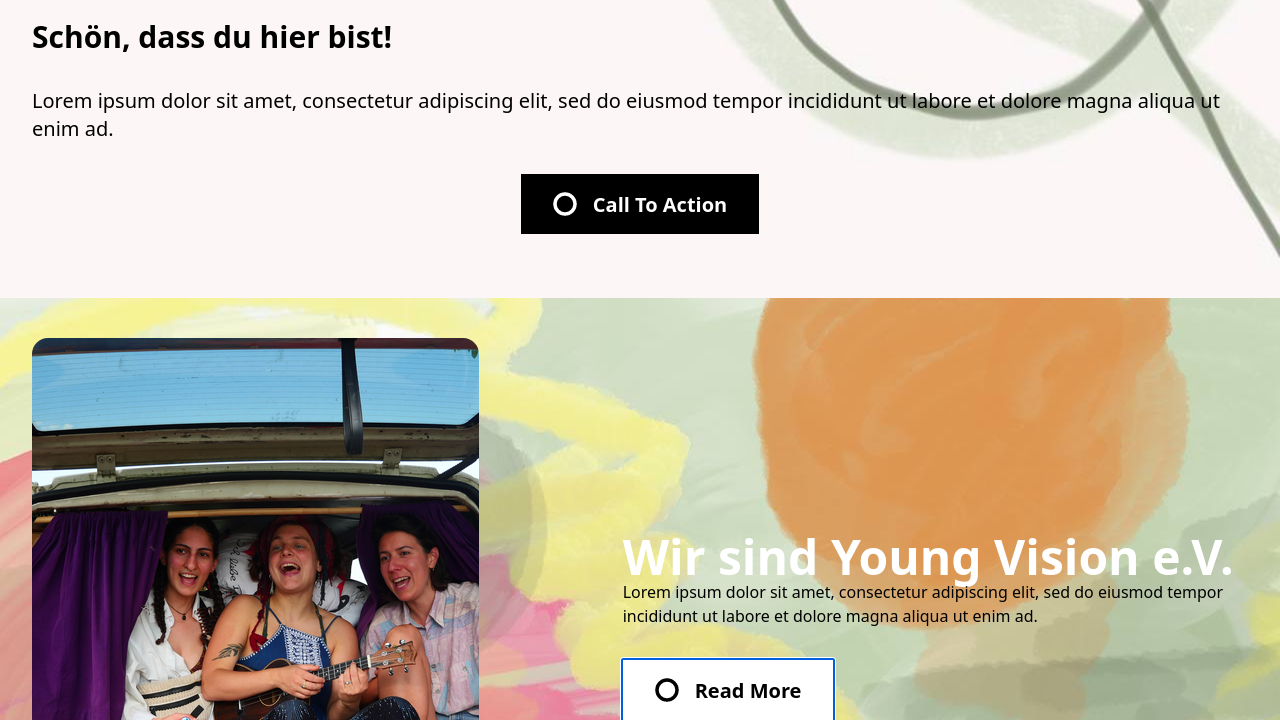 Schön, dass du hier bist!
Lorem ipsum dolor sit amet, consectetur adipiscing elit, sed do eiusmod tempor incididunt ut labore et dolore magna aliqua ut
enim ad.
Call To Action
Wir sind Young Vision e.V.
Lorem ipsum dolor sit amet, consectetur adipiscing elit, sed do eiusmod tempor
incididunt ut labore et dolore magna aliqua ut enim ad.
Read More